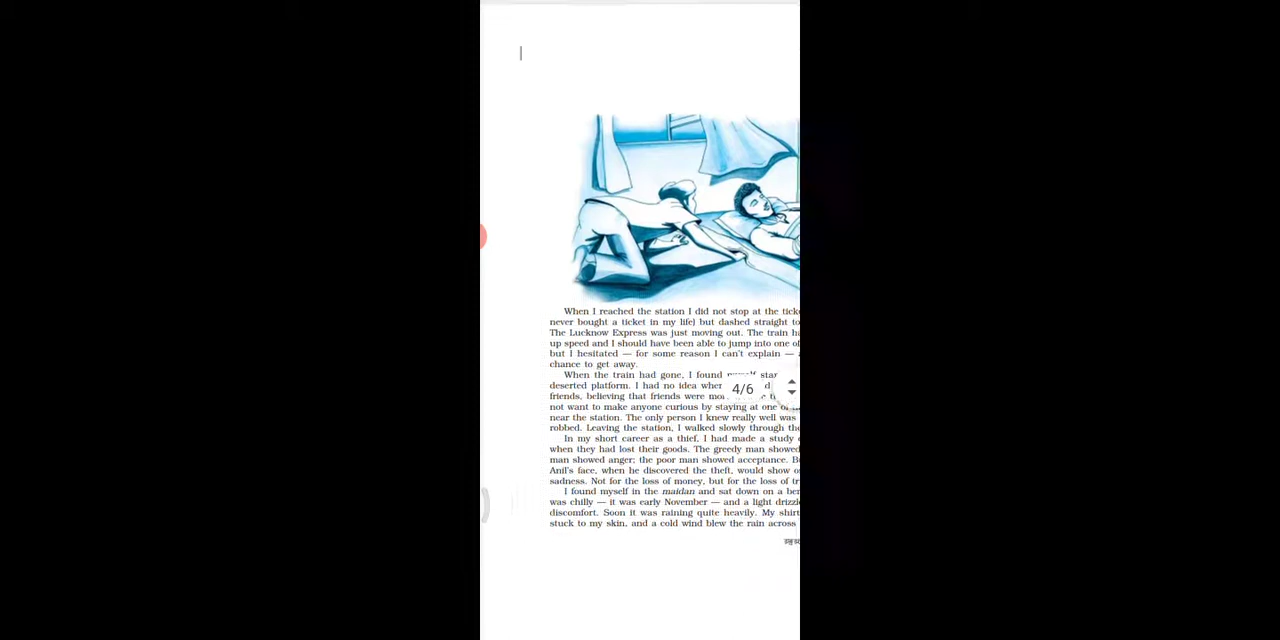 When I reached the station I did not stop at the
never bought a ticket in my life) but dashed straight to
The Lucknow Express was just moving out. The train
up speed and I should have been able to jump into one of
but I hesitated — for some reason I can't explain —
chance to get away.
When the train had gone, I found
deserted platform. I had no idea
4/6
friends, believing that friends were
not want to make anyone curious by staying at one
near the station. The only person I knew really well was
robbed. Leaving the station, I walked slowly through
In my short career as a thief, I had made a study
when they had lost their goods. The greedy man showed
man showed anger; the poor man showed acceptance.
Anil's face, when he discovered the theft, would show
sadness. Not for the loss of money, but for the loss of
I found myself in the maidan and sat down on a
was chilly — it was early November — and a light
discomfort. Soon it was raining quite heavily. My shirt
stuck to my skin, and a cold wind blew the rain across